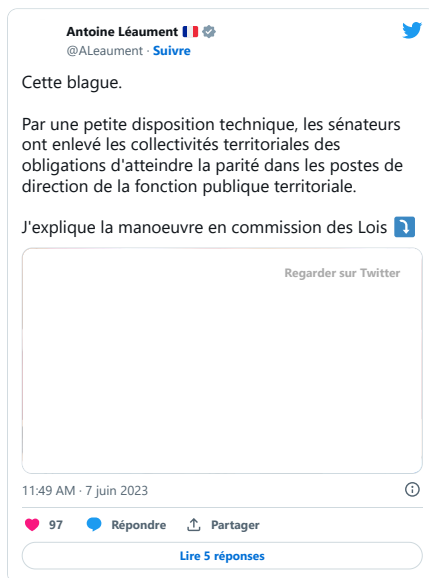 Antoine Léaument 🇫🇷
@ALeaument · Suivre
Cette blague.
Par une petite disposition technique, les sénateurs
ont enlevé les collectivités territoriales des
obligations d'atteindre la parité dans les postes de
direction de la fonction publique territoriale.
J'explique la manoeuvre en commission des Lois ⤵️
Regarder sur Twitter
11:49 AM · 7 juin 2023
97 Répondre Partager
Lire 5 réponses